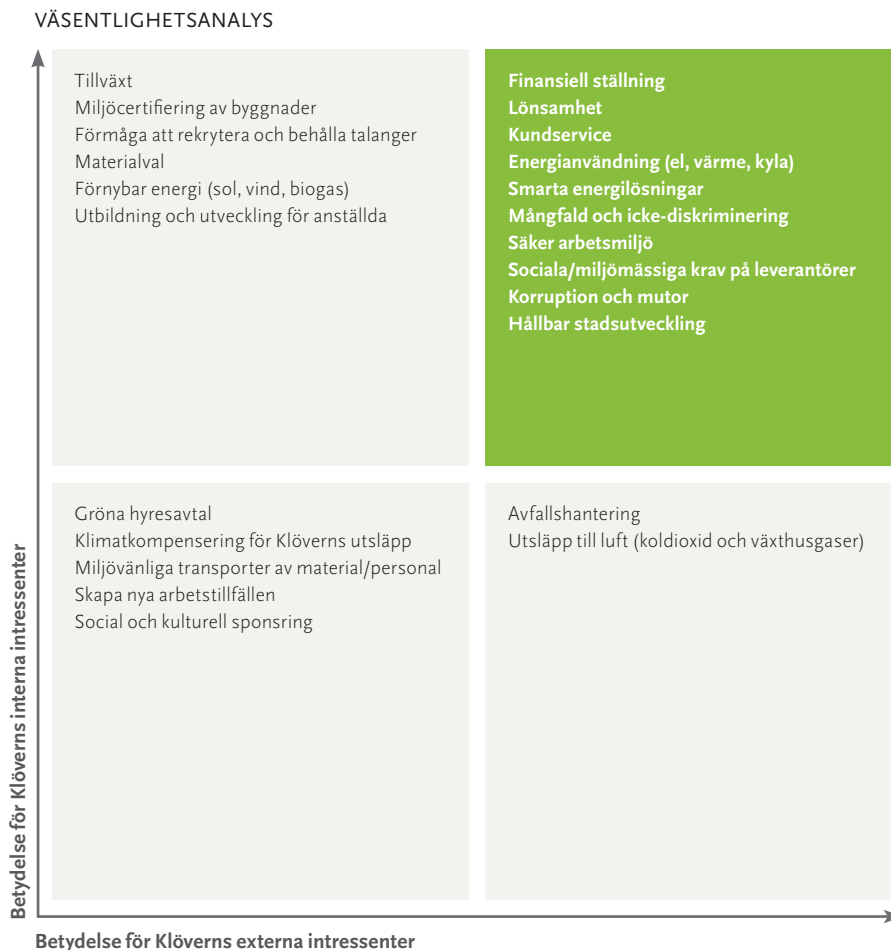 VÄSENTLIGHETSANALYS
Tillväxt
Miljöcertifiering av byggnader
Förmåga att rekrytera och behålla talanger
Materialval
Förnybar energi (sol, vind, biogas)
Utbildning och utveckling för anställda
Finansiell ställning
Lönsamhet
Kundservice
Energianvändning (el, värme, kyla)
Smarta energilösningar
Mångfald och icke-diskriminering
Säker arbetsmiljö
Sociala/miljömässiga krav på leverantörer
Korruption och mutor
Hållbar stadsutveckling
Gröna hyresavtal
Klimatkompensering för Klöverns utsläpp
Miljövänliga transporter av material/personal
Skapa nya arbetstillfällen
Social och kulturell sponsring
Avfallshantering
Utsläpp till luft (koldioxid och växthusgaser)
Betydelse för Klöverns interna intressenter
Betydelse för Klöverns externa intressenter